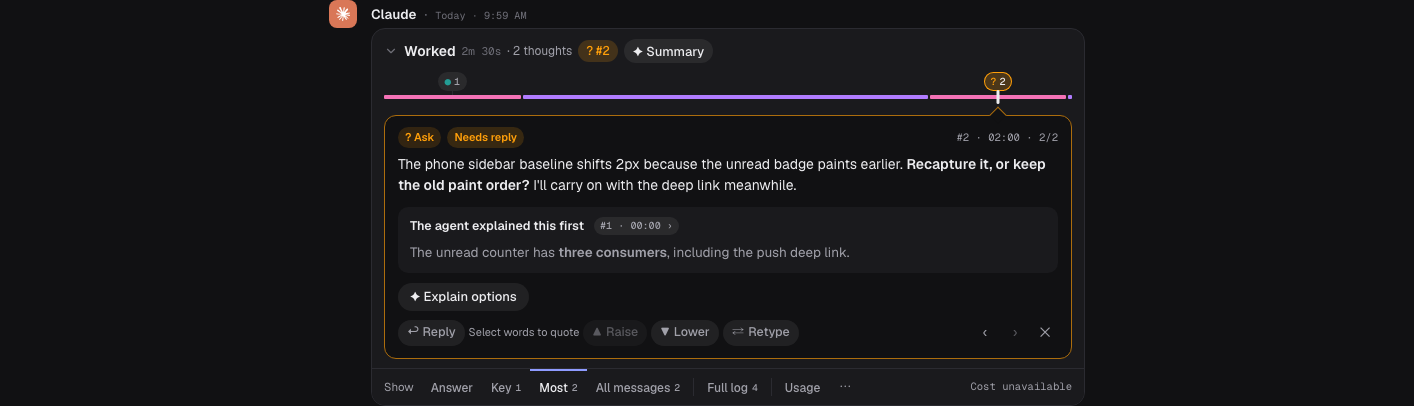 Claude · Today · 9:59 AM
Worked 2m 30s · 2 thoughts ? #2 ✦ Summary
1 ? 2
? Ask Needs reply #2 · 02:00 · 2/2
The phone sidebar baseline shifts 2px because the unread badge paints earlier. Recapture it, or keep
the old paint order? I'll carry on with the deep link meanwhile.
The agent explained this first #1 · 00:00 ›
The unread counter has three consumers, including the push deep link.
✦ Explain options
↩ Reply Select words to quote ▲ Raise ▼ Lower ⇄ Retype ‹ › ✕
Show Answer Key 1 Most 2 All messages 2 Full log 4 Usage ··· Cost unavailable